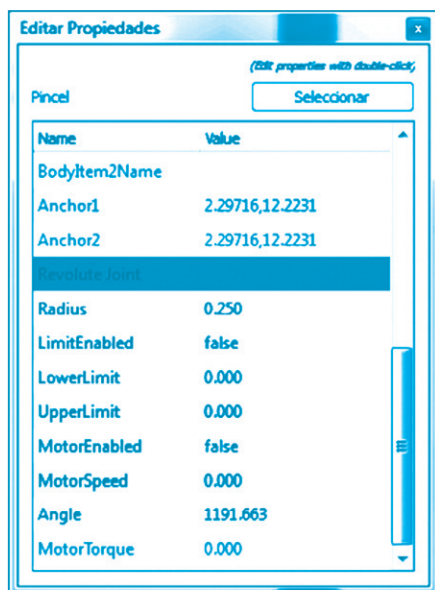 Editar Propiedades
x
(Edit properties with double-click)
Pincel Seleccionar
Name Value
BodyItem2Name
Anchor1 2.29716,12.2231
Anchor2 2.29716,12.2231
Revolute Joint
Radius 0.250
LimitEnabled false
LowerLimit 0.000
UpperLimit 0.000
MotorEnabled false
MotorSpeed 0.000
Angle 1191.663
MotorTorque 0.000